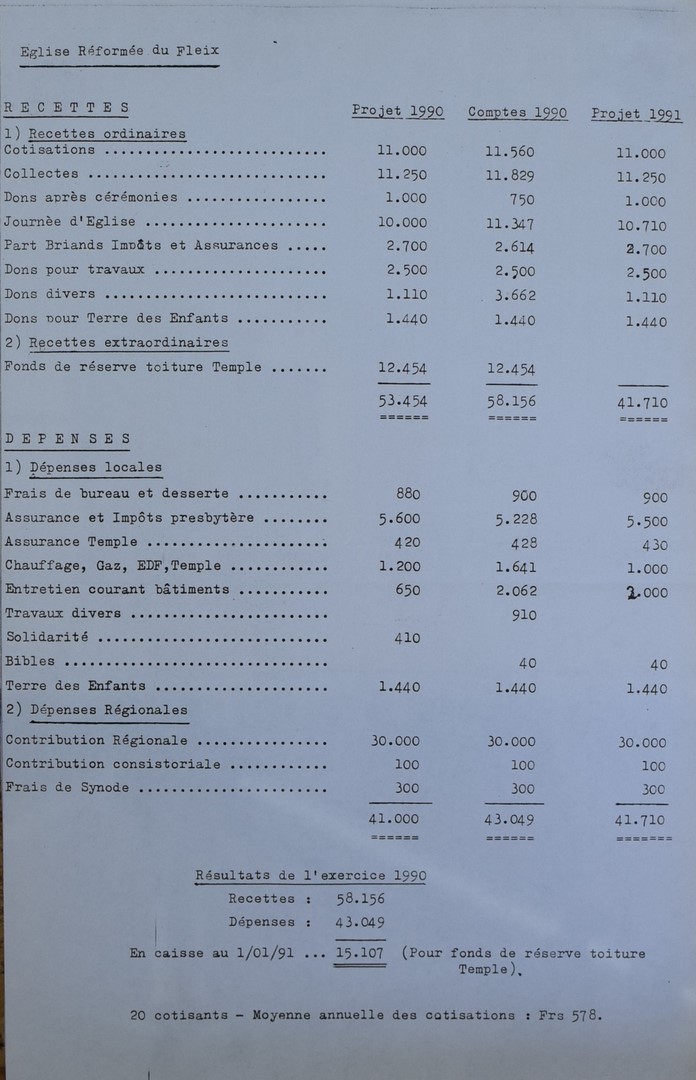 Eglise Réformée du Fleix
R E C E T T E S Projet 1990 Comptes 1990 Projet 1991
1) Recettes ordinaires
Cotisations ........................... 11.000 11.560 11.000
Collectes ............................. 11.250 11.829 11.250
Dons après cérémonies ................. 1.000 750 1.000
Journèe d'Eglise ...................... 10.000 11.347 10.710
Part Briands Impôts et Assurances ..... 2.700 2.614 2.700
Dons pour travaux ..................... 2.500 2.500 2.500
Dons divers ........................... 1.110 3.662 1.110
Dons pour Terre des Enfants ........... 1.440 1.440 1.440
2) Recettes extraordinaires
Fonds de réserve toiture Temple ....... 12.454 12.454
53.454 58.156 41.710
====== ====== ======
D E P E N S E S
1) Dépenses locales
Frais de bureau et desserte ........... 880 900 900
Assurance et Impôts presbytère ........ 5.600 5.228 5.500
Assurance Temple ...................... 420 428 430
Chauffage, Gaz, EDF,Temple ............ 1.200 1.641 1.000
Entretien courant bâtiments ........... 650 2.062 2.000
Travaux divers ........................ 910
Solidarité ............................ 410
Bibles ................................ 40 40
Terre des Enfants ..................... 1.440 1.440 1.440
2) Dépenses Régionales
Contribution Régionale ................ 30.000 30.000 30.000
Contribution consistoriale ............ 100 100 100
Frais de Synode ....................... 300 300 300
41.000 43.049 41.710
====== ====== =======
Résultats de l'exercice 1990
Recettes : 58.156
Dépenses : 43.049
En caisse au 1/01/91 ... 15.107 (Pour fonds de réserve toiture
Temple).
20 cotisants - Moyenne annuelle des cotisations : Frs 578.